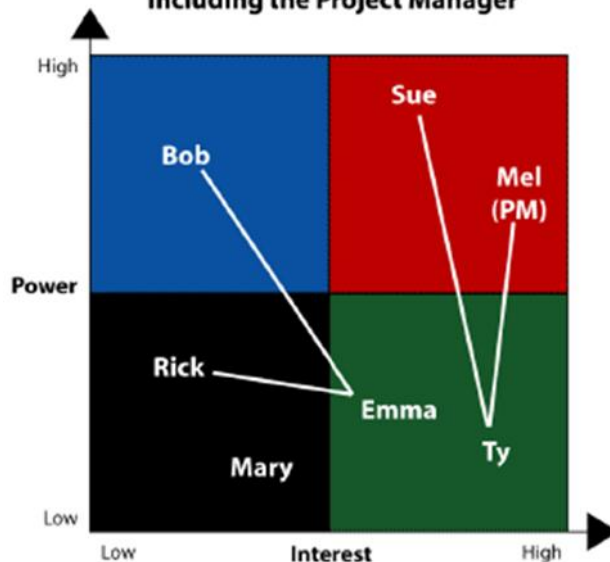 Including the Project Manager
High
Sue
Bob
Mel
(PM)
Power
Rick
Emma
Ty
Mary
Low
Low
Interest
High